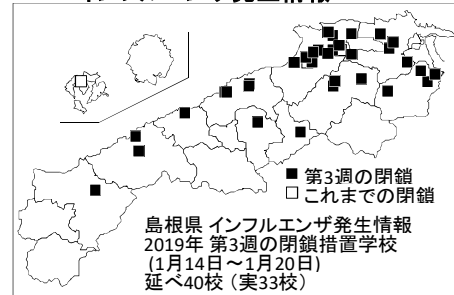 ■ 第3週の閉鎖
□ これまでの閉鎖
島根県 インフルエンザ発生情報
2019年 第3週の閉鎖措置学校
(1月14日～1月20日)
延べ40校 （実33校）